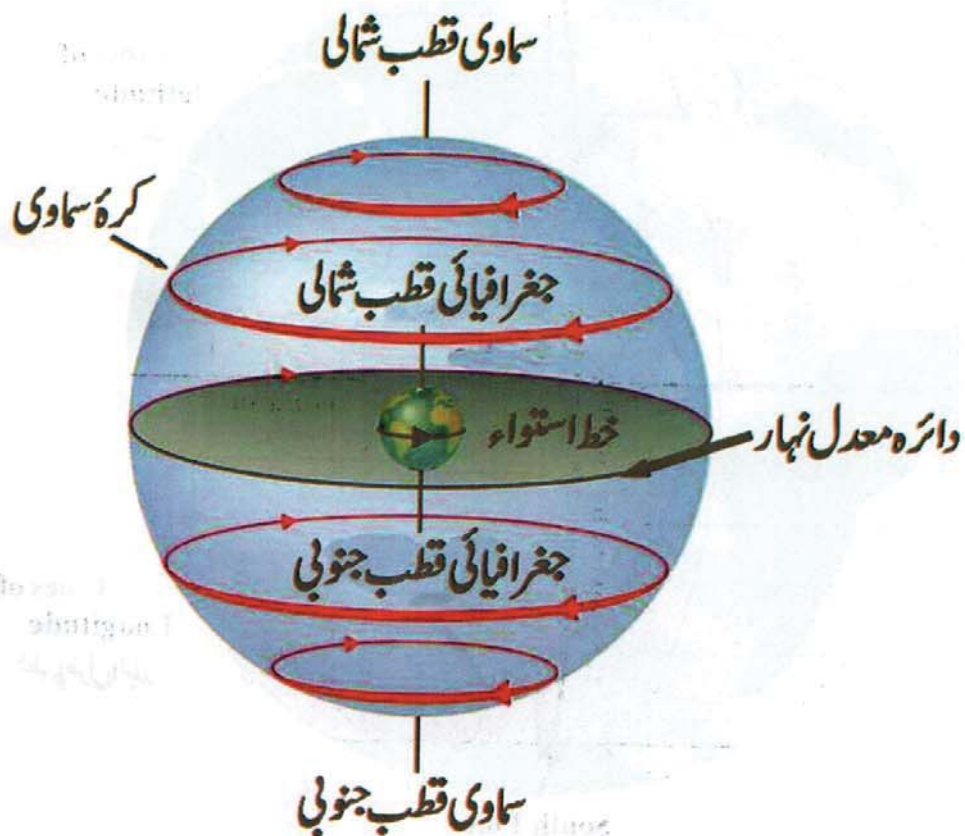 سماوی قطب شمالی
کرۂ سماوی
جغرافیائی قطب شمالی
خط استواء
دائرہ معدل نہار
جغرافیائی قطب جنوبی
سماوی قطب جنوبی